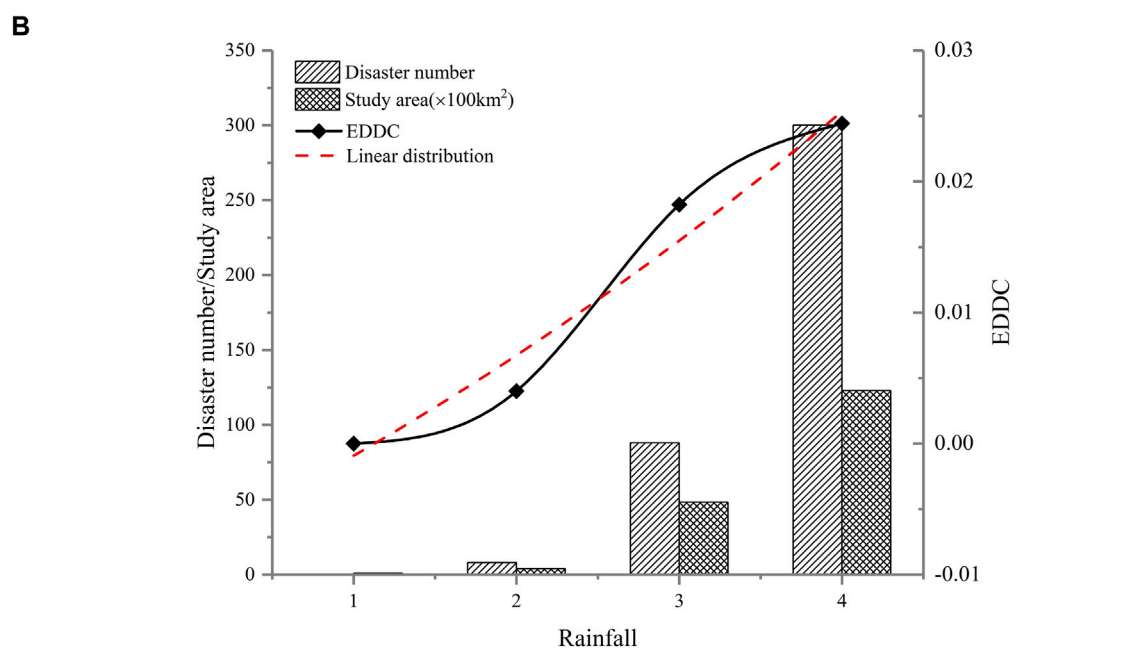 B
350
300
250
200
150
100
50
0
Disaster number/Study area
Disaster number
Study area(×100km²)
EDDC
Linear distribution
0.03
0.02
0.01
0.00
-0.01
EDDC
1 2 3 4
Rainfall